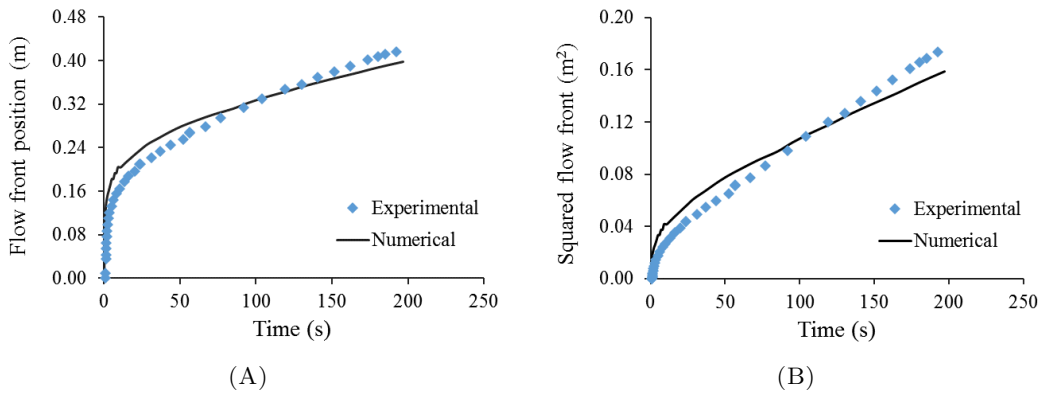 0.48
0.40
0.32
0.24
0.16
0.08
0.00
Flow front position (m)
Experimental
Numerical
0 50 100 150 200 250
Time (s)
(A)
0.20
0.16
0.12
0.08
0.04
0.00
Squared flow front (m²)
Experimental
Numerical
0 50 100 150 200 250
Time (s)
(B)